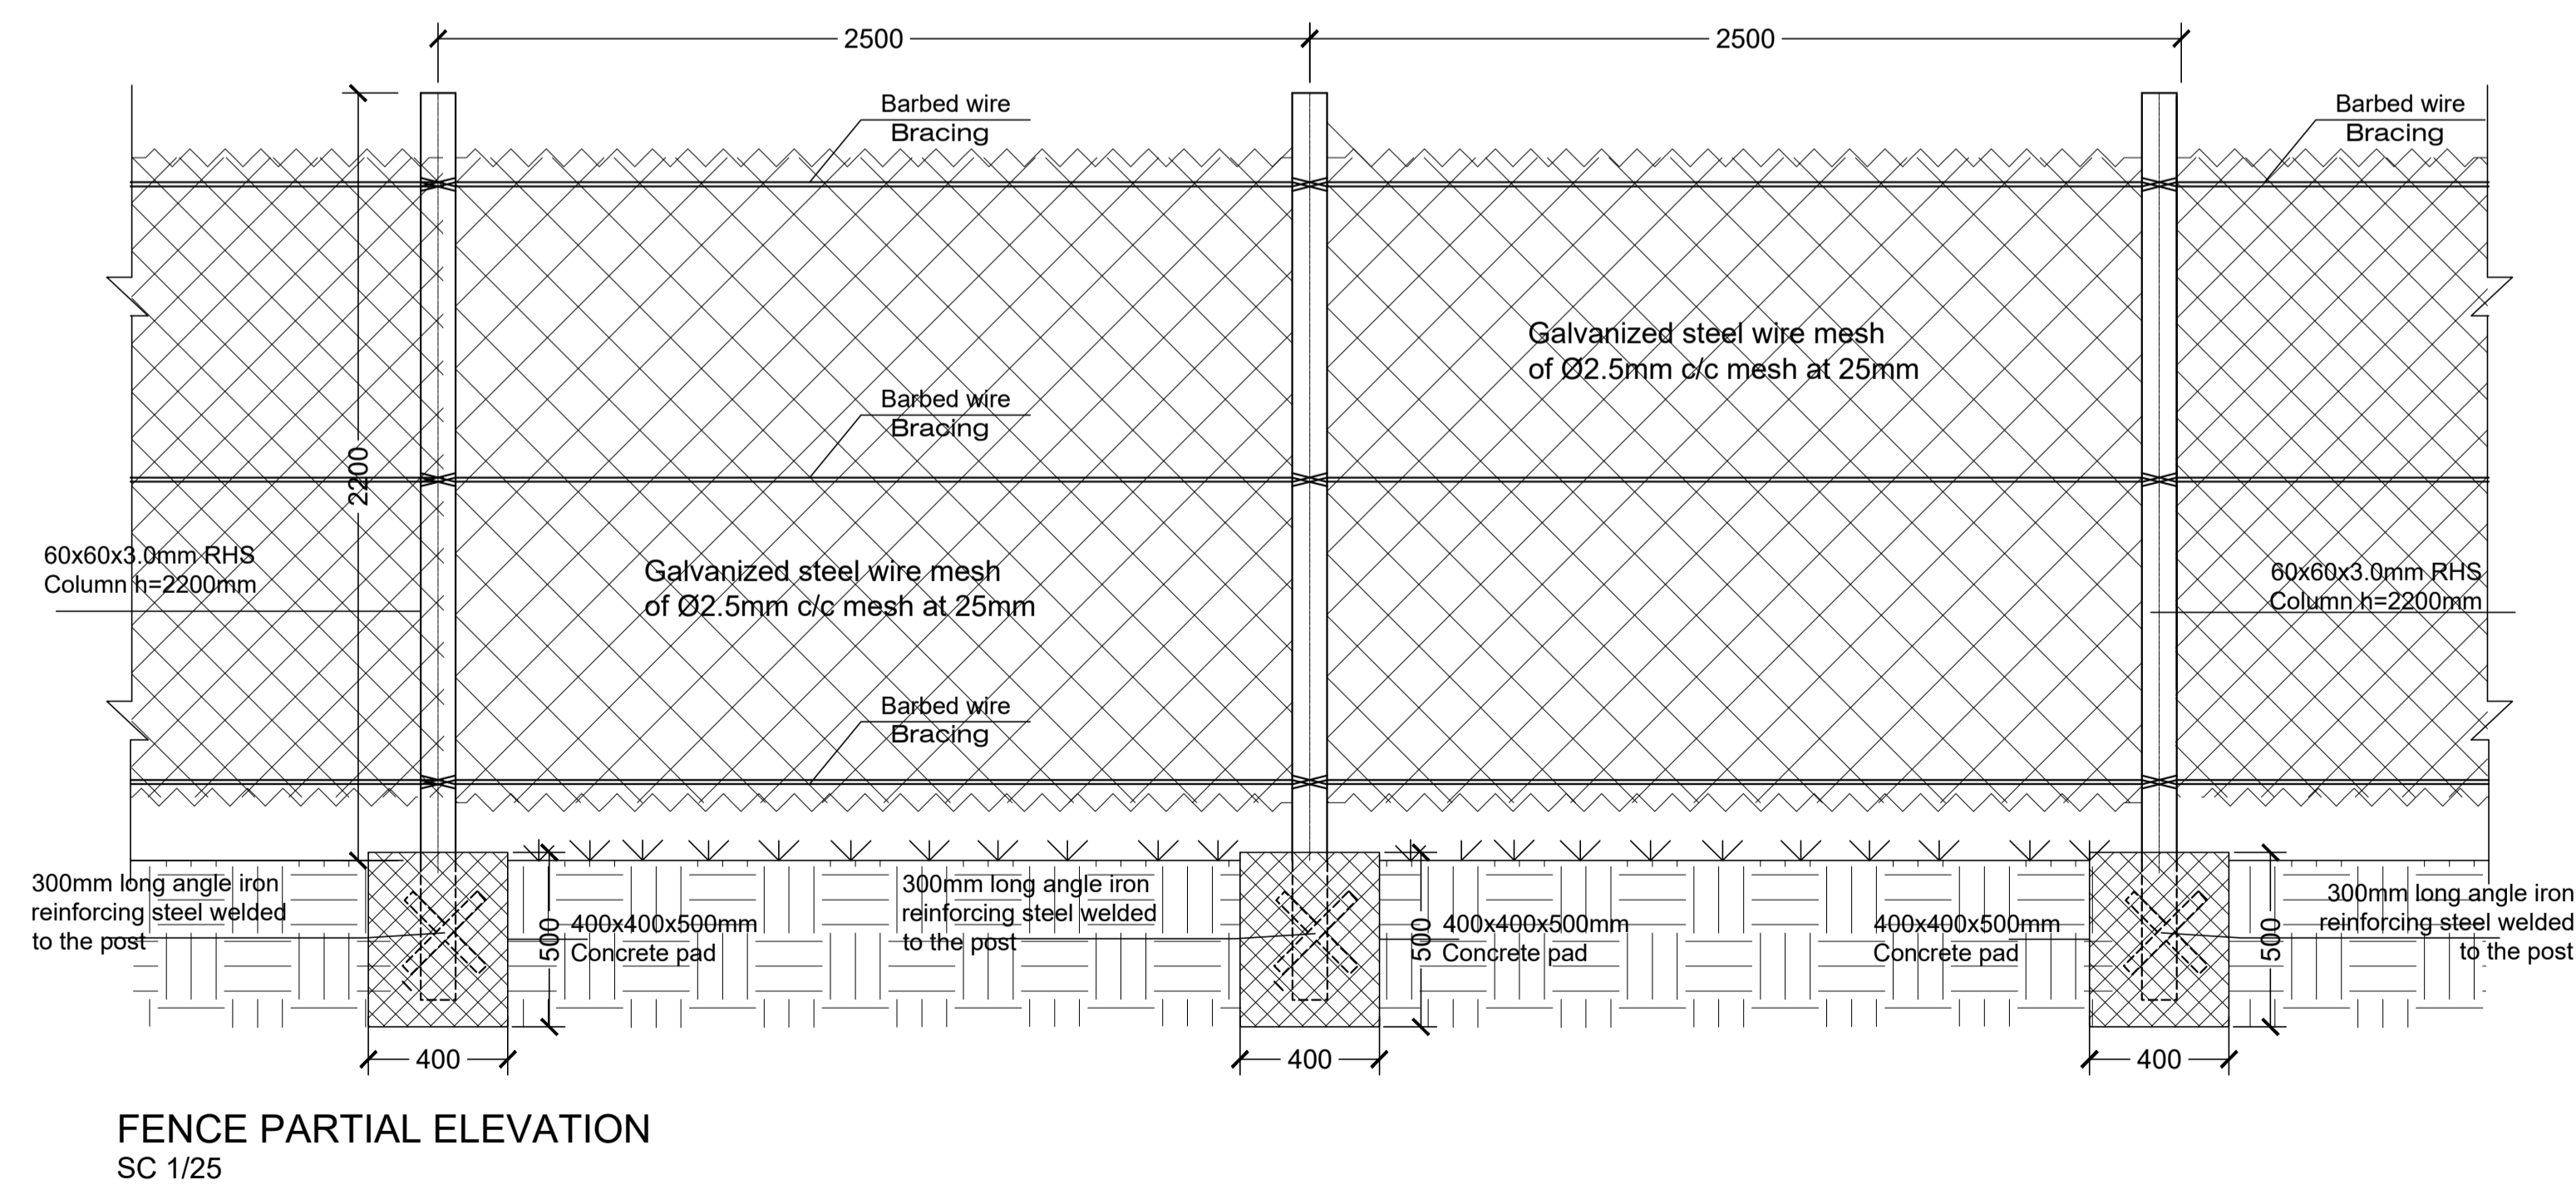 2500
2500
Barbed wire
Bracing
Barbed wire
Bracing
Galvanized steel wire mesh
of Ø2.5mm c/c mesh at 25mm
Barbed wire
Bracing
2200
60x60x3.0mm RHS
Column h=2200mm
Galvanized steel wire mesh
of Ø2.5mm c/c mesh at 25mm
60x60x3.0mm RHS
Column h=2200mm
Barbed wire
Bracing
300mm long angle iron
reinforcing steel welded
to the post
500
400x400x500mm
Concrete pad
300mm long angle iron
reinforcing steel welded
to the post
500
400x400x500mm
Concrete pad
400x400x500mm
Concrete pad
500
300mm long angle iron
reinforcing steel welded
to the post
400
400
400
FENCE PARTIAL ELEVATION
SC 1/25